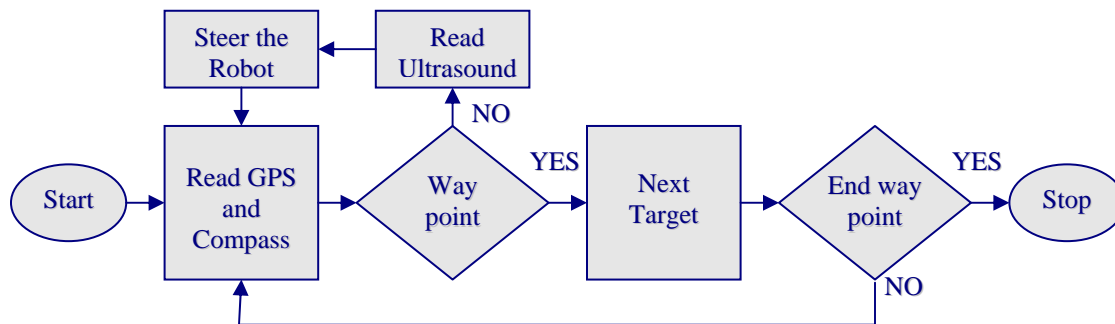 Steer the
Robot
Read
Ultrasound
NO
Start
Read GPS
and
Compass
Way
point
YES
Next
Target
End way
point
YES
Stop
NO